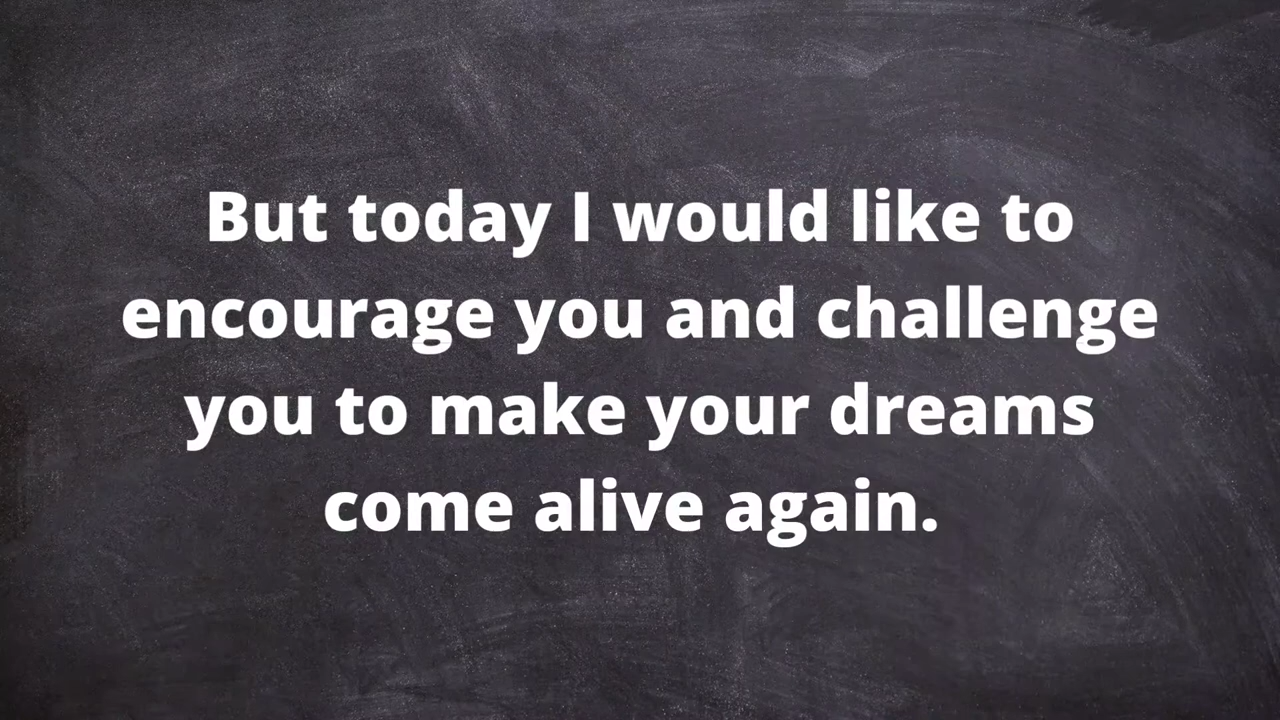 But today I would like to
encourage you and challenge
you to make your dreams
come alive again.